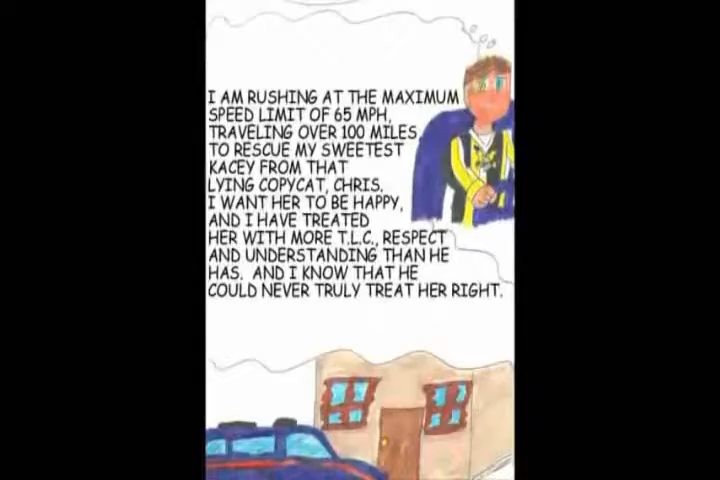 I AM RUSHING AT THE MAXIMUM
SPEED LIMIT OF 65 MPH,
TRAVELING OVER 100 MILES,
TO RESCUE MY SWEETEST
KACEY FROM THAT
LYING COPYCAT, CHRIS.
I WANT HER TO BE HAPPY,
AND I HAVE TREATED
HER WITH MORE T.L.C., RESPECT
AND UNDERSTANDING THAN HE
HAS. AND I KNOW THAT HE
COULD NEVER TRULY TREAT HER RIGHT.